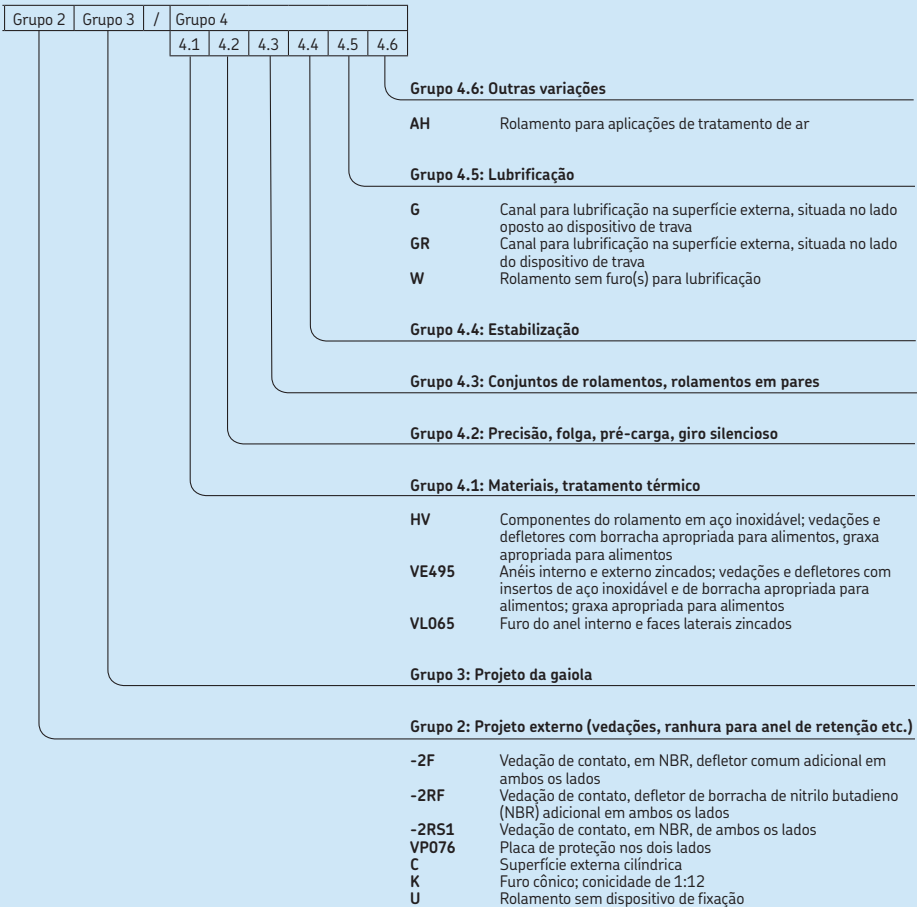 Grupo 2 Grupo 3 / Grupo 4
4.1 4.2 4.3 4.4 4.5 4.6
Grupo 4.6: Outras variações
AH Rolamento para aplicações de tratamento de ar
Grupo 4.5: Lubrificação
G Canal para lubrificação na superfície externa, situada no lado
oposto ao dispositivo de trava
GR Canal para lubrificação na superfície externa, situada no lado
do dispositivo de trava
W Rolamento sem furo(s) para lubrificação
Grupo 4.4: Estabilização
Grupo 4.3: Conjuntos de rolamentos, rolamentos em pares
Grupo 4.2: Precisão, folga, pré-carga, giro silencioso
Grupo 4.1: Materiais, tratamento térmico
HV Componentes do rolamento em aço inoxidável; vedações e
defletores com borracha apropriada para alimentos, graxa
apropriada para alimentos
VE495 Anéis interno e externo zincados; vedações e defletores com
insertos de aço inoxidável e de borracha apropriada para
alimentos; graxa apropriada para alimentos
VL065 Furo do anel interno e faces laterais zincados
Grupo 3: Projeto da gaiola
Grupo 2: Projeto externo (vedações, ranhura para anel de retenção etc.)
-2F Vedação de contato, em NBR, defletor comum adicional em
ambos os lados
-2RF Vedação de contato, defletor de borracha de nitrilo butadieno
(NBR) adicional em ambos os lados
-2RS1 Vedação de contato, em NBR, de ambos os lados
VP076 Placa de proteção nos dois lados
C Superfície externa cilíndrica
K Furo cônico; conicidade de 1:12
U Rolamento sem dispositivo de fixação